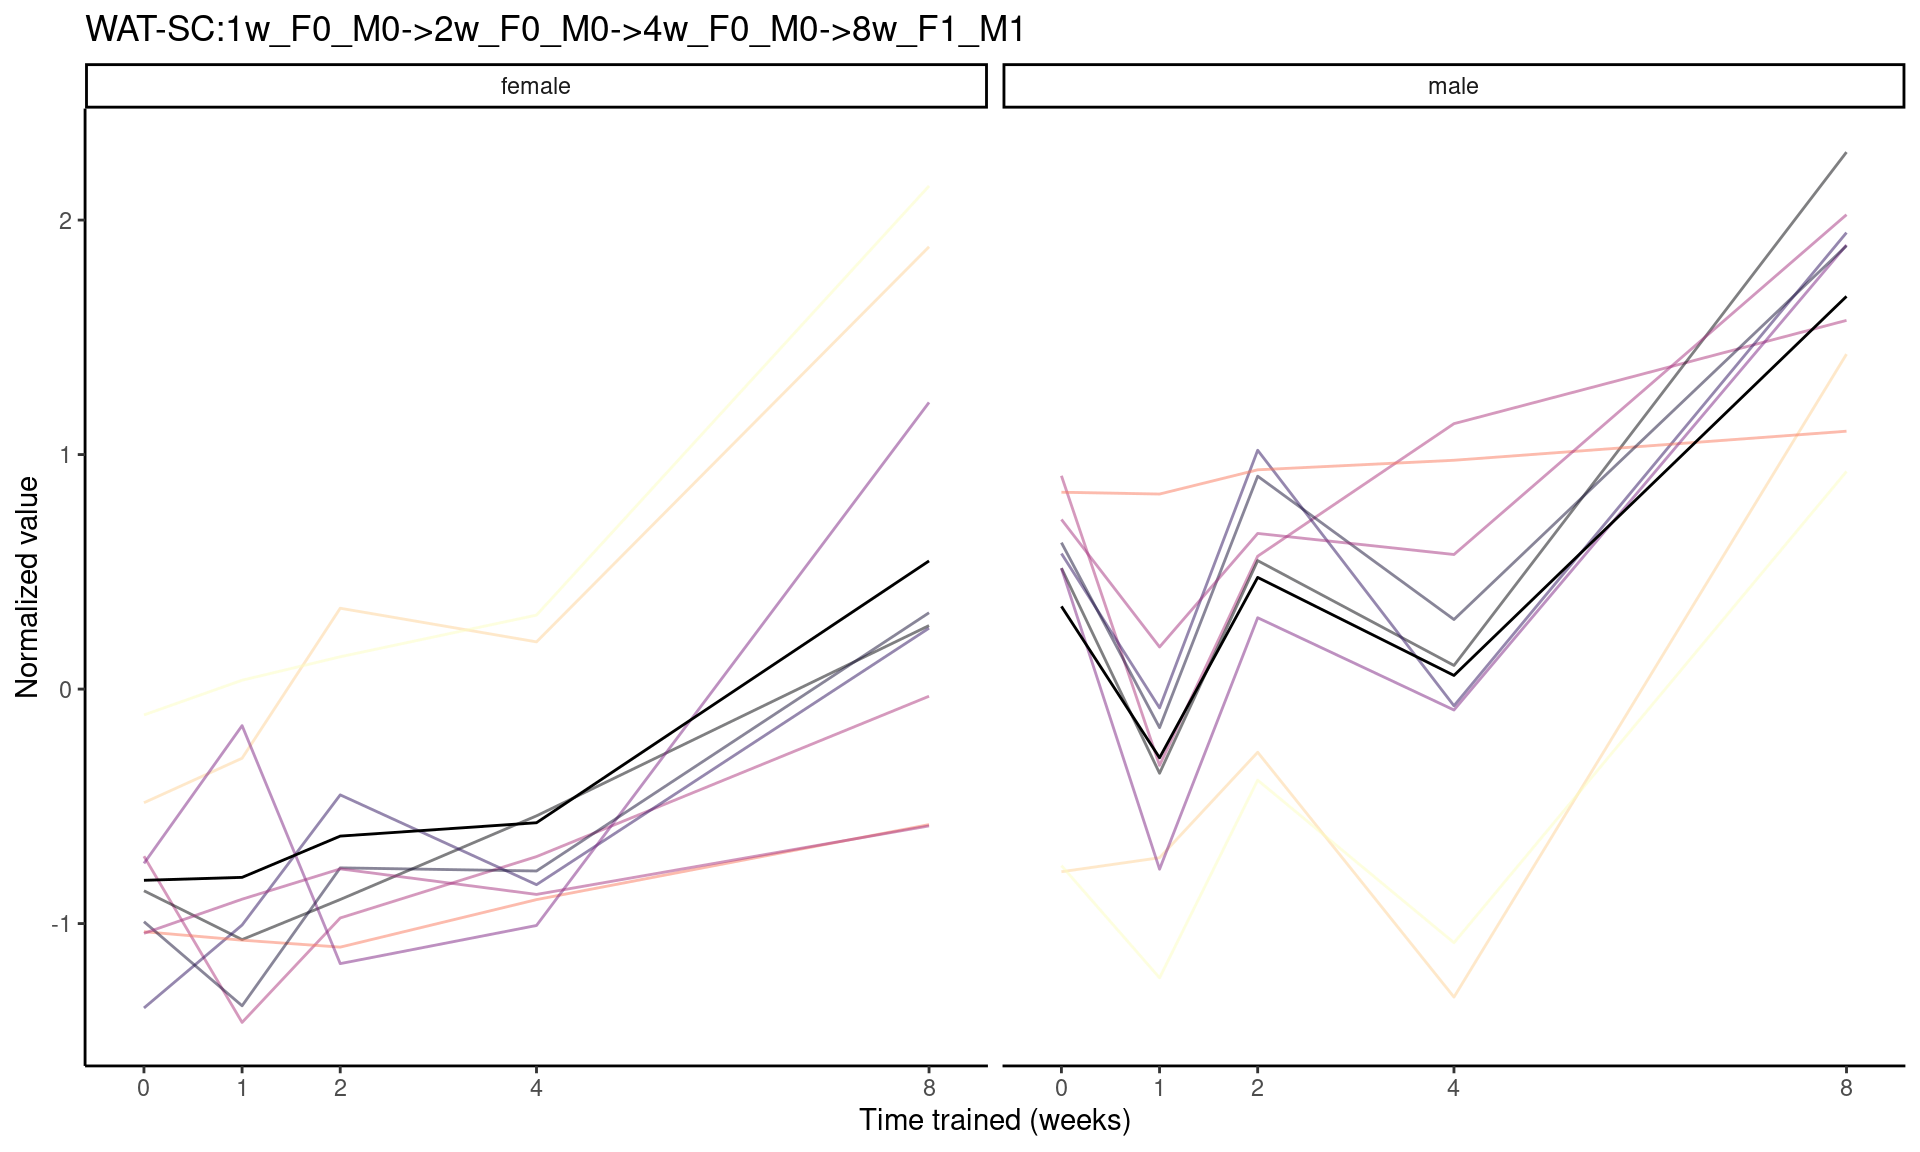 WAT-SC:1w_F0_M0->2w_F0_M0->4w_F0_M0->8w_F1_M1
female
male
Normalized value
2
1
0
-1
0 1 2 4 8
0 1 2 4 8
Time trained (weeks)